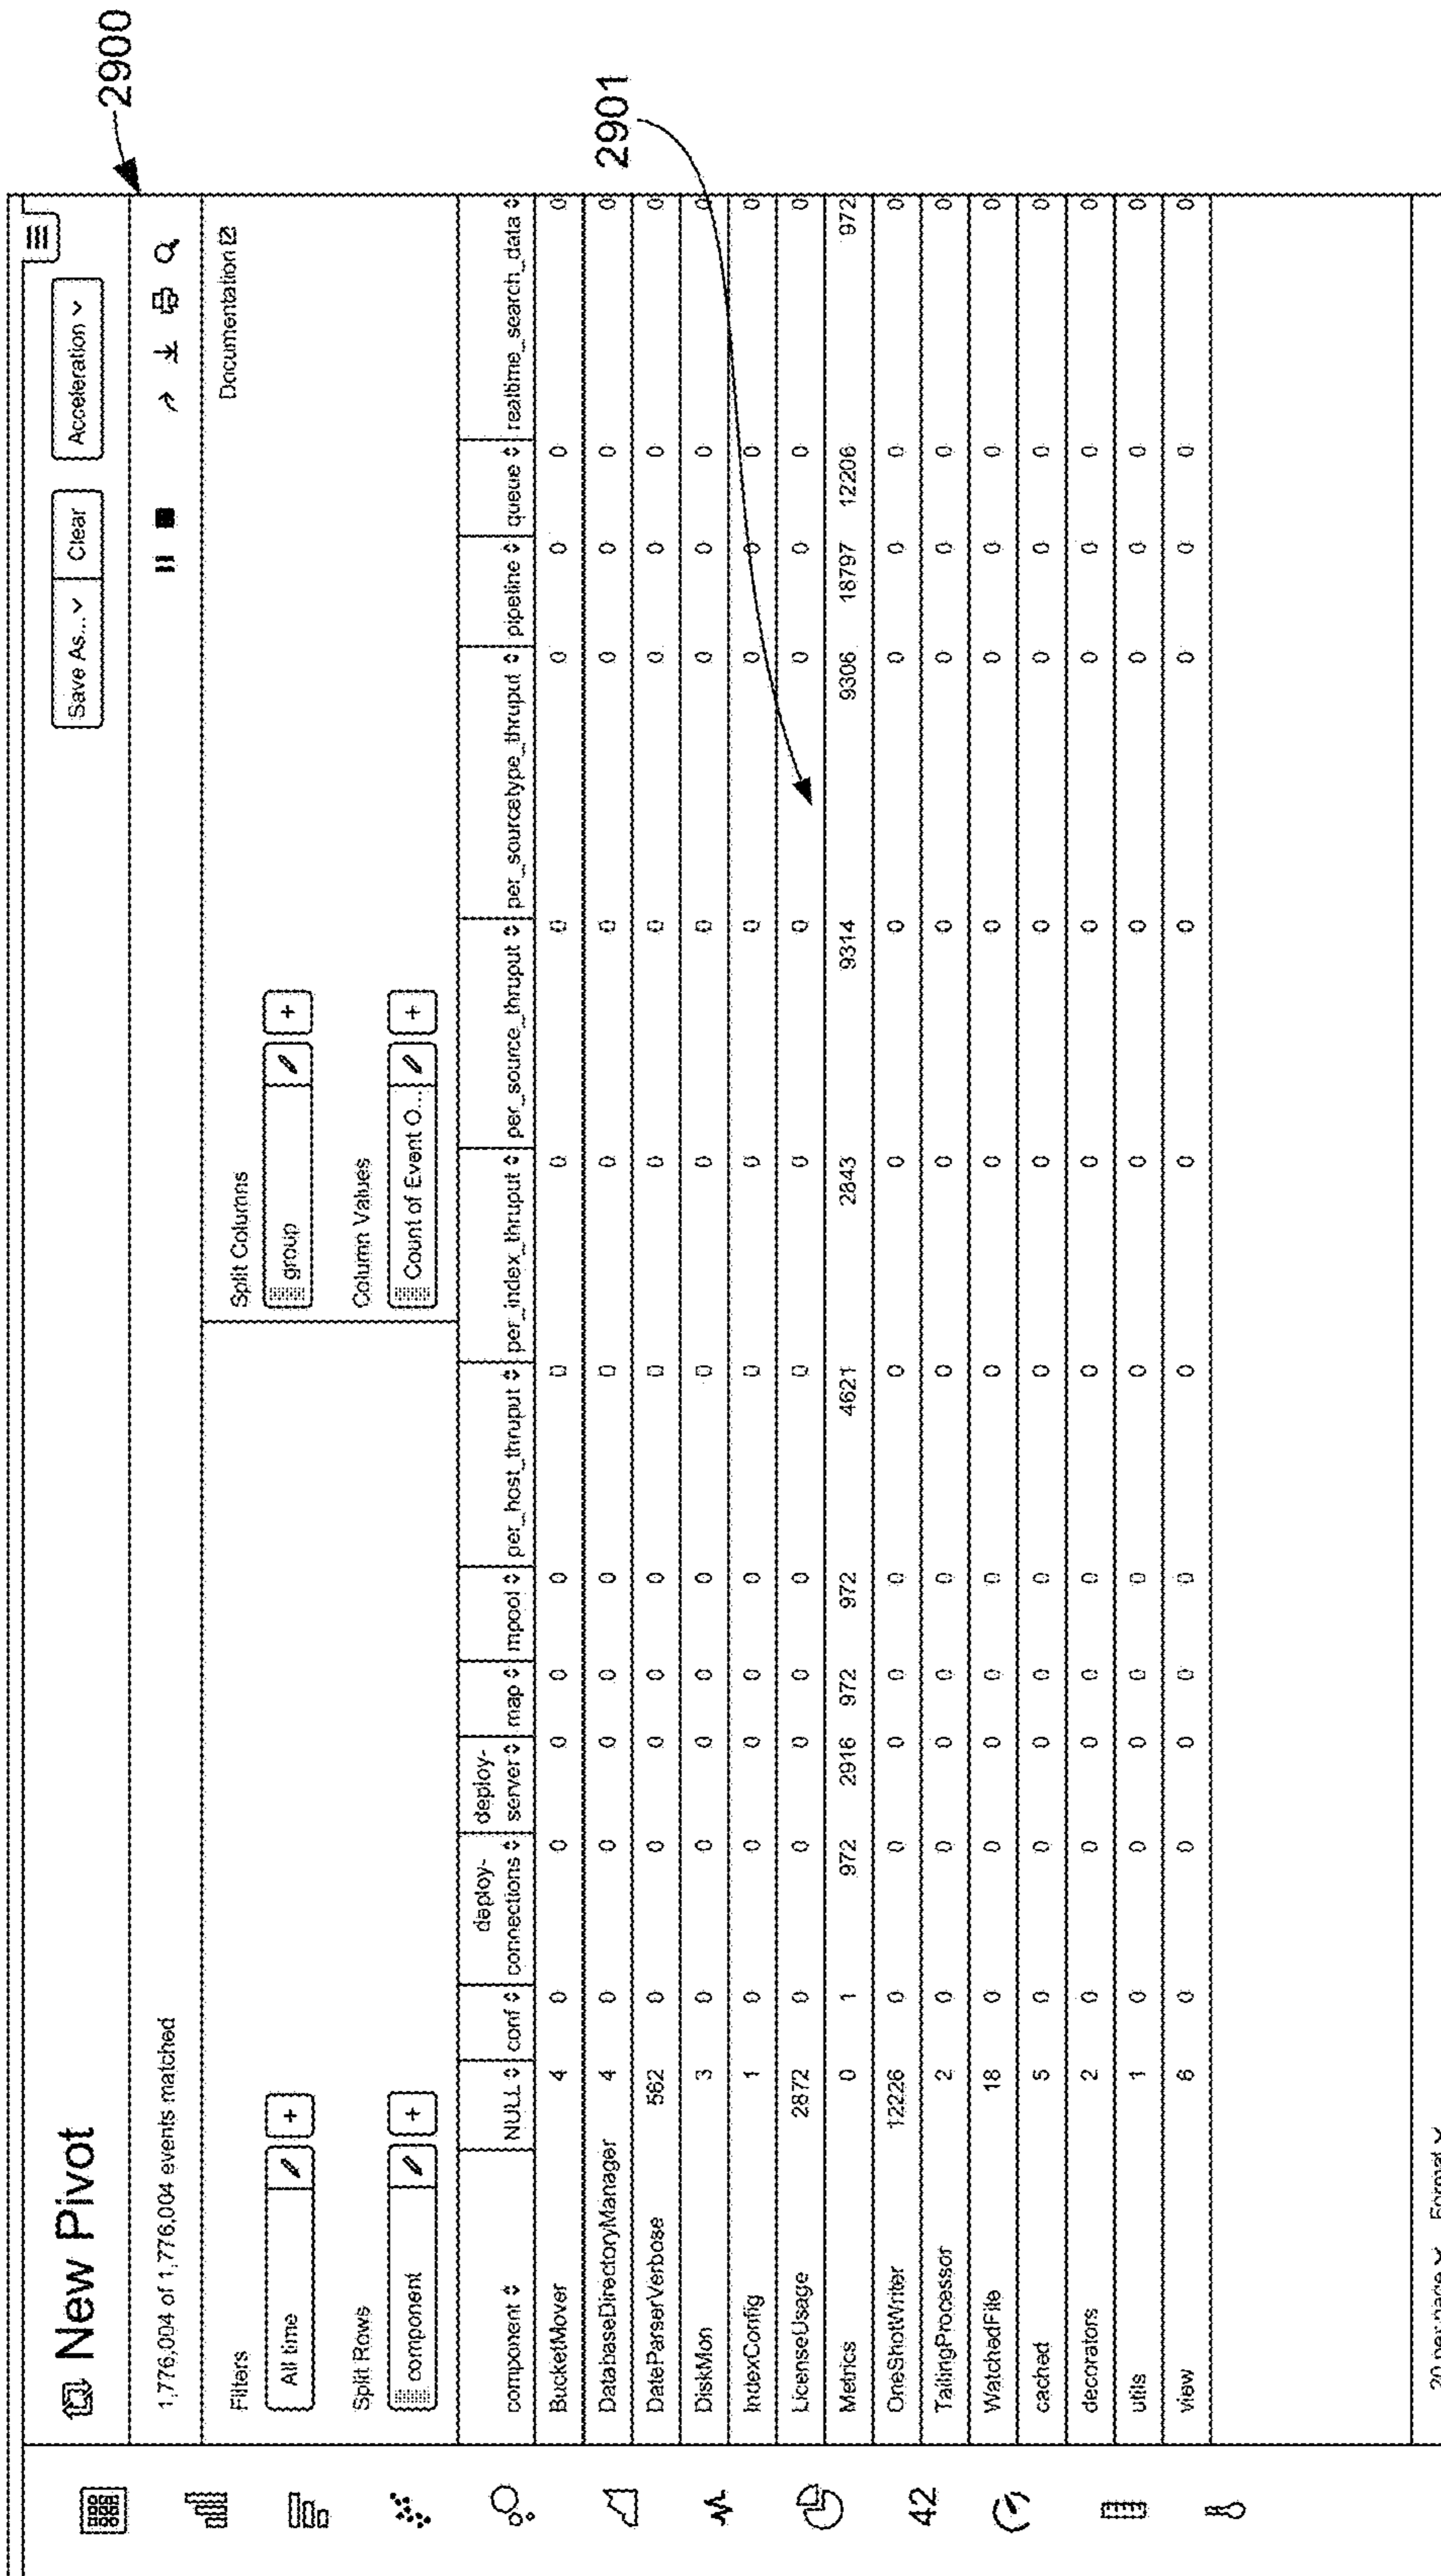 New Pivot
Save As... Clear Acceleration
2900
1,776,004 of 1,776,004 events matched
Filters
Split Columns
Documentation
All time +
group +
Split Rows
Column Values
component +
Count of Event O... +
component NULL conf deploy-connections deploy-server map mpool per_host_thruput per_index_thruput per_source_thruput per_sourcetype_thruput pipeline queue realtime_search_data
BucketMover 4 0 0 0 0 0 0 0 0 0 0 0 0
DatabaseDirectoryManager 4 0 0 0 0 0 0 0 0 0 0 0 0
DateParserVerbose 562 0 0 0 0 0 0 0 0 0 0 0 0
2901
DiskMon 3 0 0 0 0 0 0 0 0 0 0 0 0
IndexConfig 1 0 0 0 0 0 0 0 0 0 0 0 0
LicenseUsage 2872 0 0 0 0 0 0 0 0 0 0 0 0
Metrics 0 1 972 2916 972 972 4621 2843 9314 9306 18797 12206 972
OneShotWriter 12226 0 0 0 0 0 0 0 0 0 0 0 0
TailingProcessor 2 0 0 0 0 0 0 0 0 0 0 0 0
WatchedFile 18 0 0 0 0 0 0 0 0 0 0 0 0
cached 5 0 0 0 0 0 0 0 0 0 0 0 0
decorators 2 0 0 0 0 0 0 0 0 0 0 0 0
utils 1 0 0 0 0 0 0 0 0 0 0 0 0
view 6 0 0 0 0 0 0 0 0 0 0 0 0
20 per page Format
42